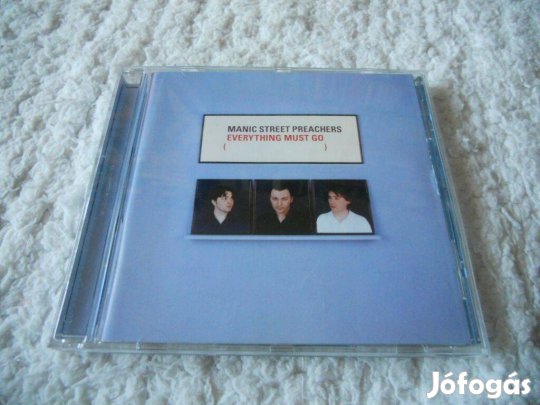 MANIC STREET PREACHERS
EVERYTHING MUST GO
( )
Jófogás